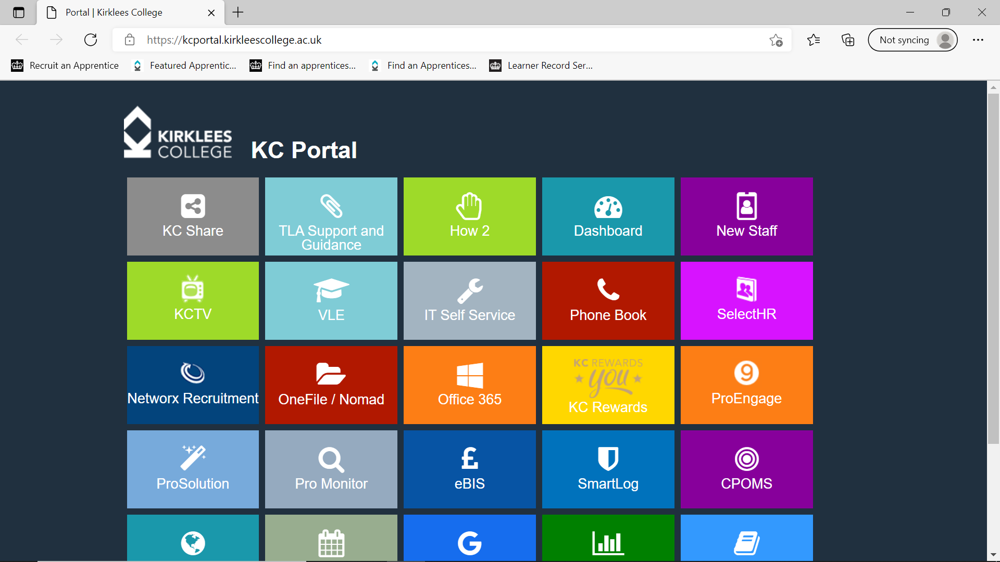 Portal | Kirklees College
https://kcportal.kirkleescollege.ac.uk
Not syncing
Recruit an Apprentice
Featured Apprentic...
Find an apprentices...
Find an Apprentices...
Learner Record Ser...
KIRKLEES
COLLEGE
KC Portal
KC Share
TLA Support and
Guidance
How 2
Dashboard
New Staff
KCTV
VLE
IT Self Service
Phone Book
SelectHR
Networx Recruitment
OneFile / Nomad
Office 365
KC REWARDS
you
KC Rewards
9
ProEngage
ProSolution
Pro Monitor
£
eBIS
SmartLog
CPOMS
G